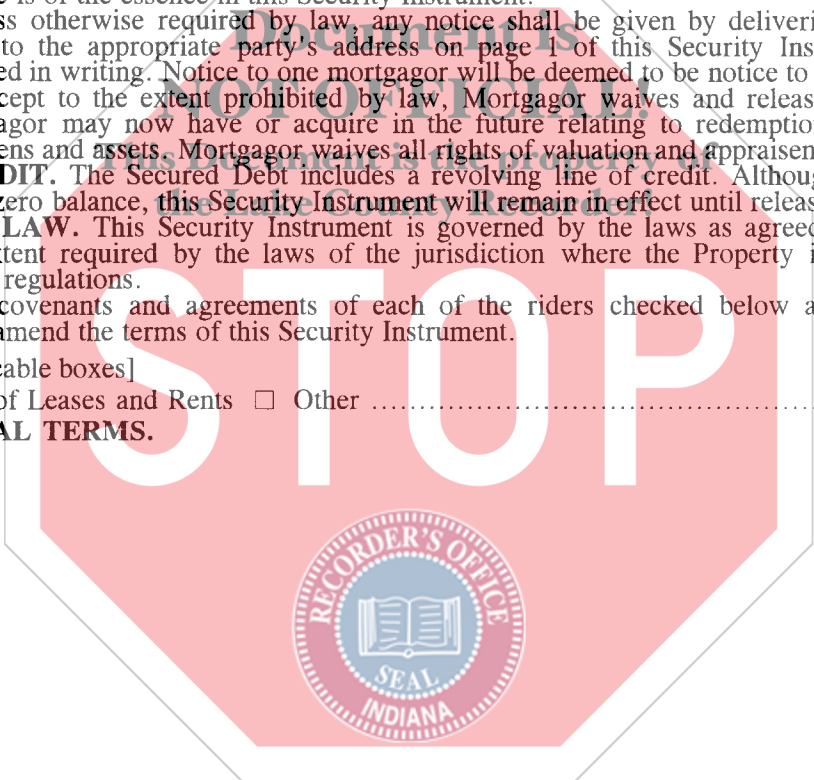 e is of the essence in this Security Instrument.
ss otherwise required by law, any notice shall be given by deliveri
to the appropriate party's address on page 1 of this Security Ins
ed in writing. Notice to one mortgagor will be deemed to be notice to
cept to the extent prohibited by law, Mortgagor waives and releas
agor may now have or acquire in the future relating to redemption
ens and assets. Mortgagor waives all rights of valuation and appraisem
DIT. The Secured Debt includes a revolving line of credit. Although
zero balance, this Security Instrument will remain in effect until releas
LAW. This Security Instrument is governed by the laws as agreed
tent required by the laws of the jurisdiction where the Property i
regulations.
covenants and agreements of each of the riders checked below a
amend the terms of this Security Instrument.
cable boxes]
of Leases and Rents ☐ Other ........................................................
AL TERMS.
Document is
NOT OFFICIAL!
This Document is the property of
the Lake County Recorder!
STOP
RECORDER'S OFFICE
SEAL
INDIANA